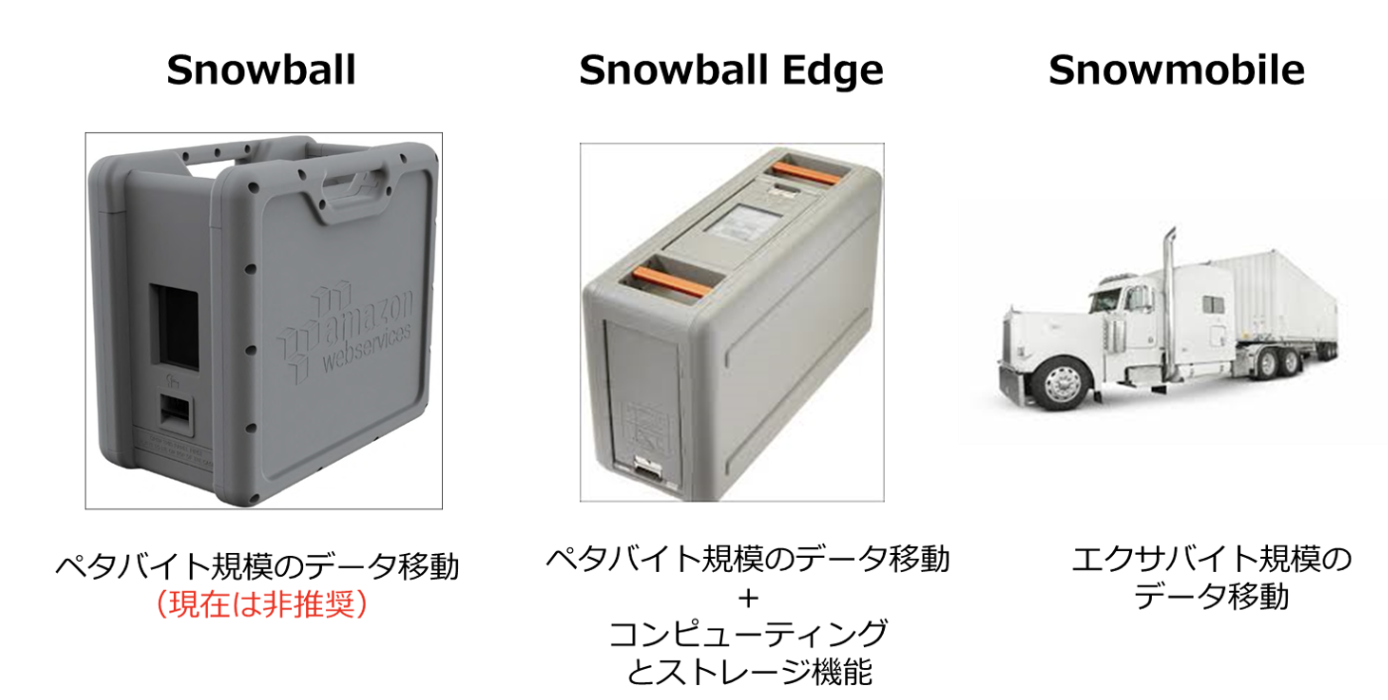 Snowball
Snowball Edge
Snowmobile
amazon
webservices
ペタバイト規模のデータ移動
（現在は非推奨）
ペタバイト規模のデータ移動
+
コンピューティング
とストレージ機能
エクサバイト規模の
データ移動